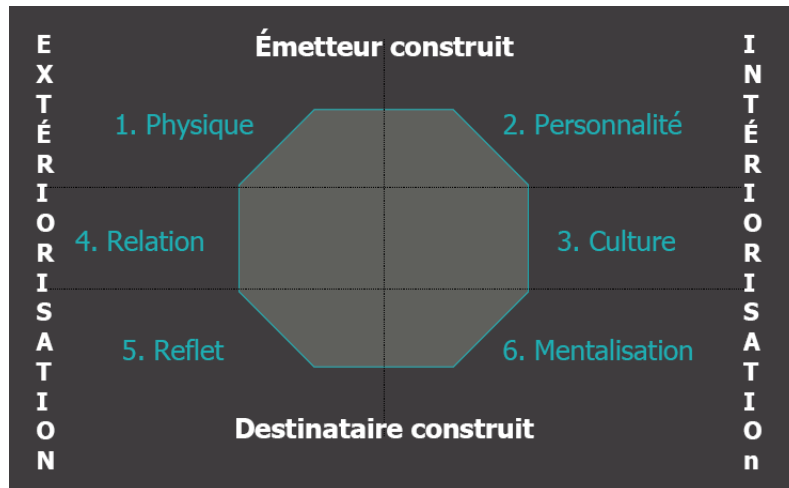 EXTÉRIORISATION
Émetteur construit
INTÉRIORISATIOn
1. Physique
2. Personnalité
4. Relation
3. Culture
5. Reflet
6. Mentalisation
Destinataire construit